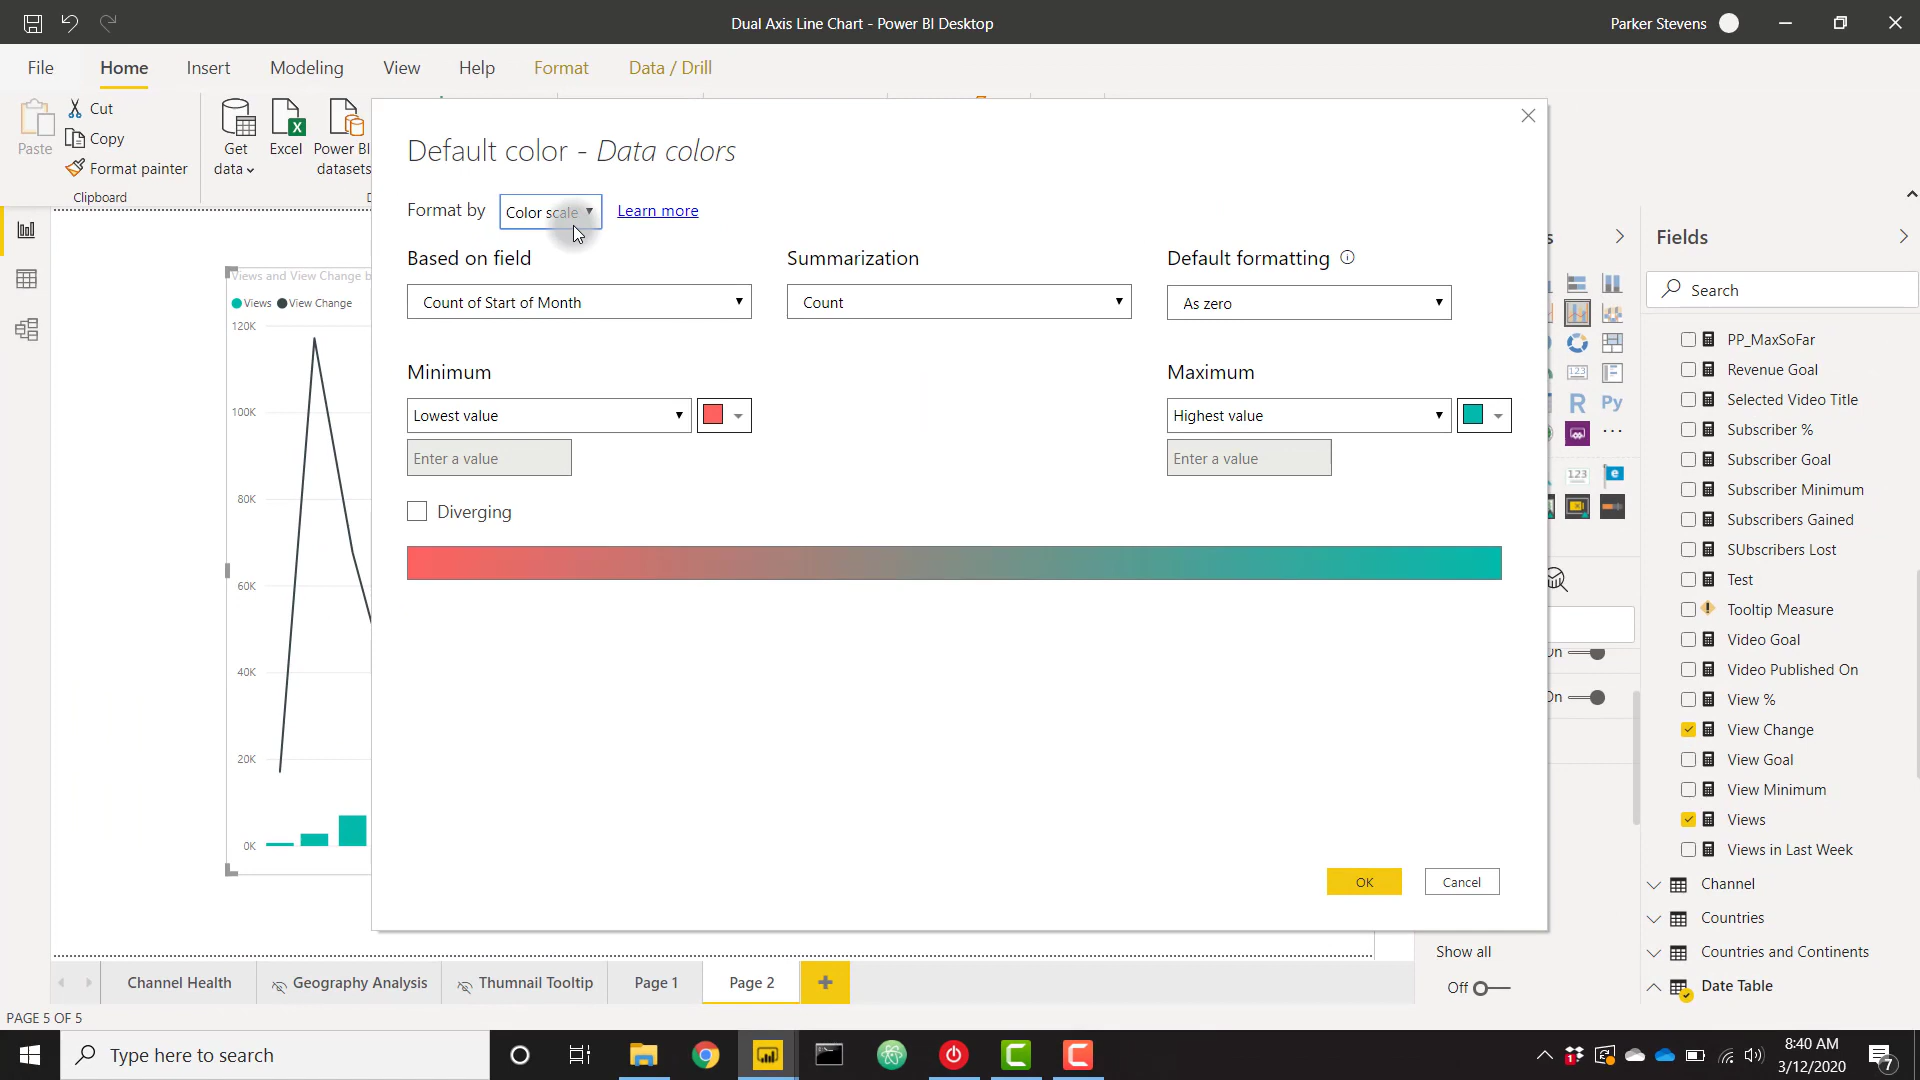 Dual Axis Line Chart - Power BI Desktop
Parker Stevens
File
Home
Insert
Modeling
View
Help
Format
Data / Drill
Paste
Cut
Copy
Format painter
Clipboard
Get
data
Excel
Power BI
datasets
Default color - Data colors
Format by
Color scale
Learn more
Based on field
Summarization
Default formatting
Count of Start of Month
Count
As zero
Minimum
Maximum
Lowest value
Highest value
Enter a value
Enter a value
Diverging
OK
Cancel
Views and View Change b
Views
View Change
120K
100K
80K
60K
40K
20K
0K
Fields
Search
PP_MaxSoFar
Revenue Goal
Selected Video Title
Subscriber %
Subscriber Goal
Subscriber Minimum
Subscribers Gained
SUbscribers Lost
Test
Tooltip Measure
Video Goal
Video Published On
View %
View Change
View Goal
View Minimum
Views
Views in Last Week
Channel
Countries
Countries and Continents
Date Table
R
Py
123
123
Show all
Off
Channel Health
Geography Analysis
Thumnail Tooltip
Page 1
Page 2
PAGE 5 OF 5
Type here to search
8:40 AM
3/12/2020
7